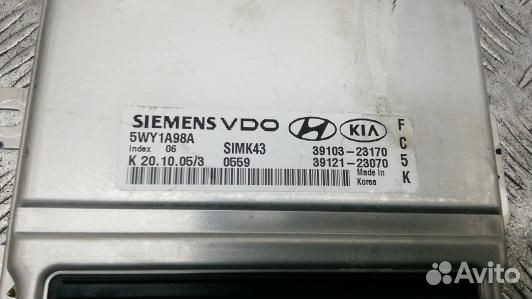 SIEMENS VDO HYUNDAI KIA
5WY1A98A
Index 06 SIMK43 39103-23170
K 20.10.05/3 0559 39121-23070
Made In
Korea
F
C
5
K
Avito